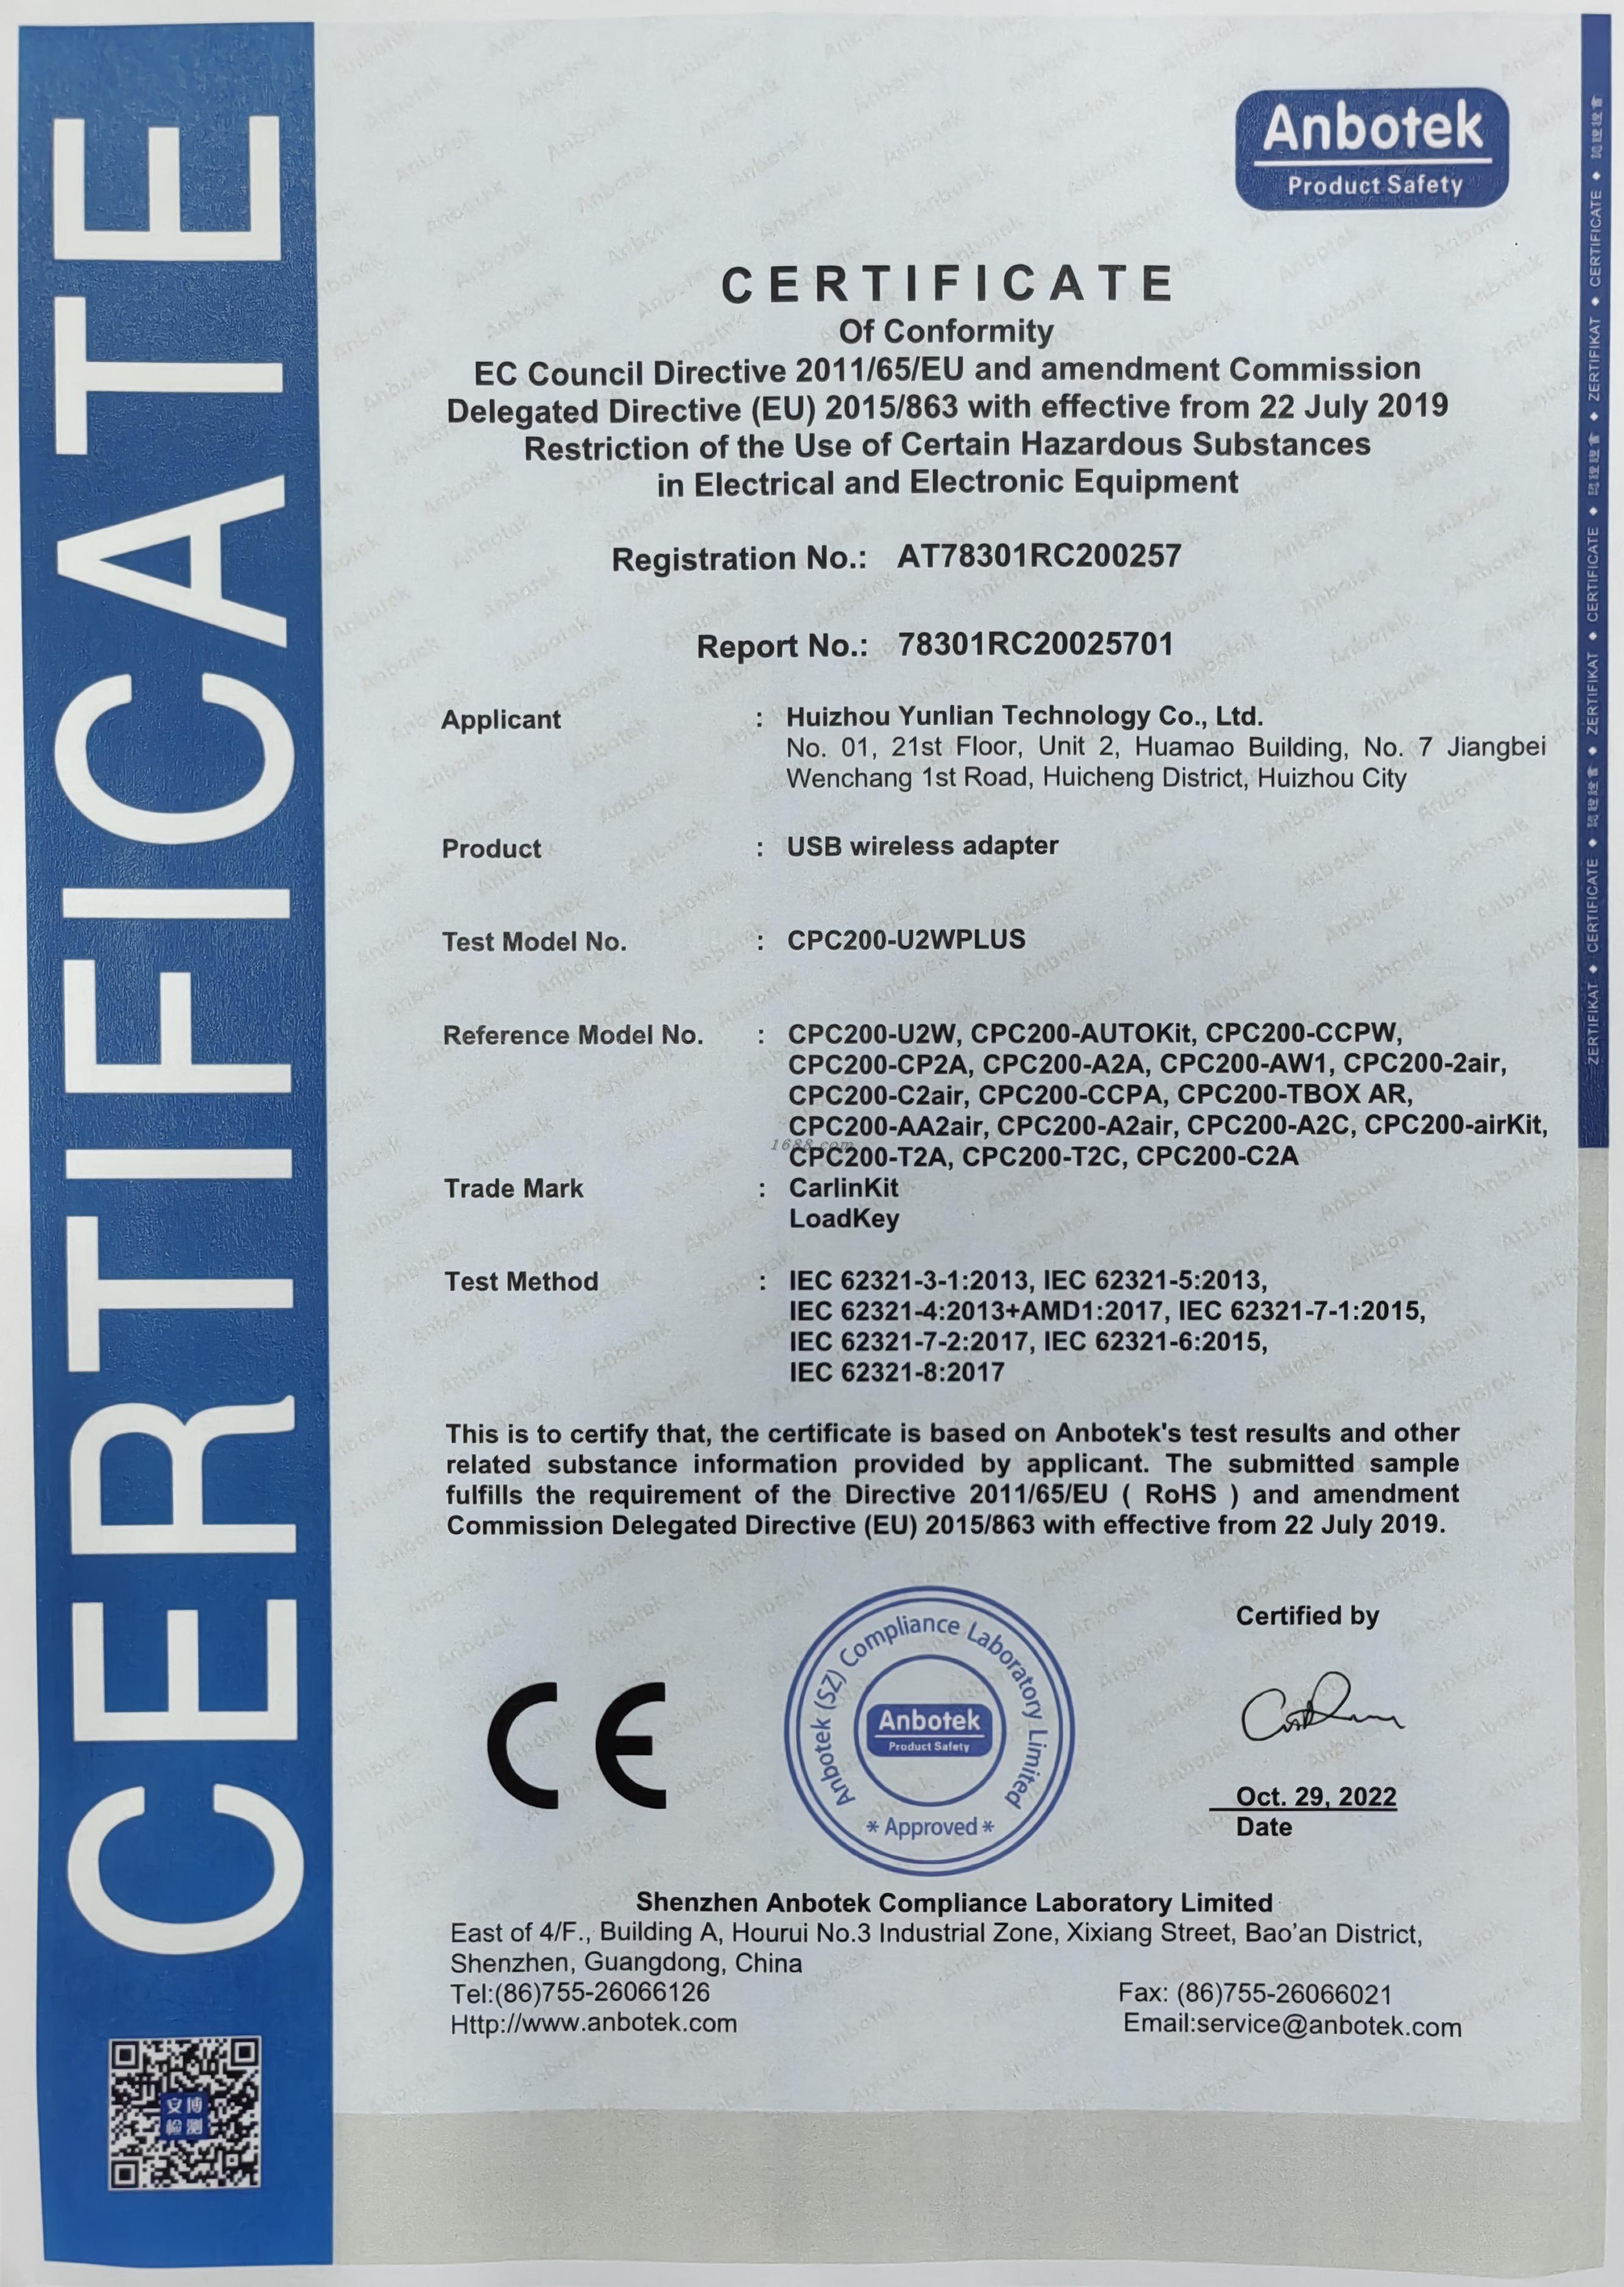 CERTIFICATE
Anbotek
Product Safety
CERTIFICATE
Of Conformity
EC Council Directive 2011/65/EU and amendment Commission
Delegated Directive (EU) 2015/863 with effective from 22 July 2019
Restriction of the Use of Certain Hazardous Substances
in Electrical and Electronic Equipment
Registration No.: AT78301RC200257
Report No.: 78301RC20025701
Applicant : Huizhou Yunlian Technology Co., Ltd.
No. 01, 21st Floor, Unit 2, Huamao Building, No. 7 Jiangbei
Wenchang 1st Road, Huicheng District, Huizhou City
Product : USB wireless adapter
Test Model No. : CPC200-U2WPLUS
Reference Model No. : CPC200-U2W, CPC200-AUTOKit, CPC200-CCPW,
CPC200-CP2A, CPC200-A2A, CPC200-AW1, CPC200-2air,
CPC200-C2air, CPC200-CCPA, CPC200-TBOX AR,
CPC200-AA2air, CPC200-A2air, CPC200-A2C, CPC200-airKit,
1688.com
CPC200-T2A, CPC200-T2C, CPC200-C2A
Trade Mark : CarlinKit
LoadKey
Test Method : IEC 62321-3-1:2013, IEC 62321-5:2013,
IEC 62321-4:2013+AMD1:2017, IEC 62321-7-1:2015,
IEC 62321-7-2:2017, IEC 62321-6:2015,
IEC 62321-8:2017
This is to certify that, the certificate is based on Anbotek's test results and other
related substance information provided by applicant. The submitted sample
fulfills the requirement of the Directive 2011/65/EU ( RoHS ) and amendment
Commission Delegated Directive (EU) 2015/863 with effective from 22 July 2019.
CE
Anbotek (SZ) Compliance Laboratory Limited
Anbotek
Product Safety
* Approved *
Certified by
Oct. 29, 2022
Date
Shenzhen Anbotek Compliance Laboratory Limited
East of 4/F., Building A, Hourui No.3 Industrial Zone, Xixiang Street, Bao'an District,
Shenzhen, Guangdong, China
Tel:(86)755-26066126 Fax: (86)755-26066021
Http://www.anbotek.com Email:service@anbotek.com
安博
检测
ZERTIFIKAT ◆ CERTIFICATE ◆ ◆ ZERTIFIKAT ◆ CERTIFICATE ◆ ◆ ZERTIFIKAT ◆ CERTIFICATE ◆